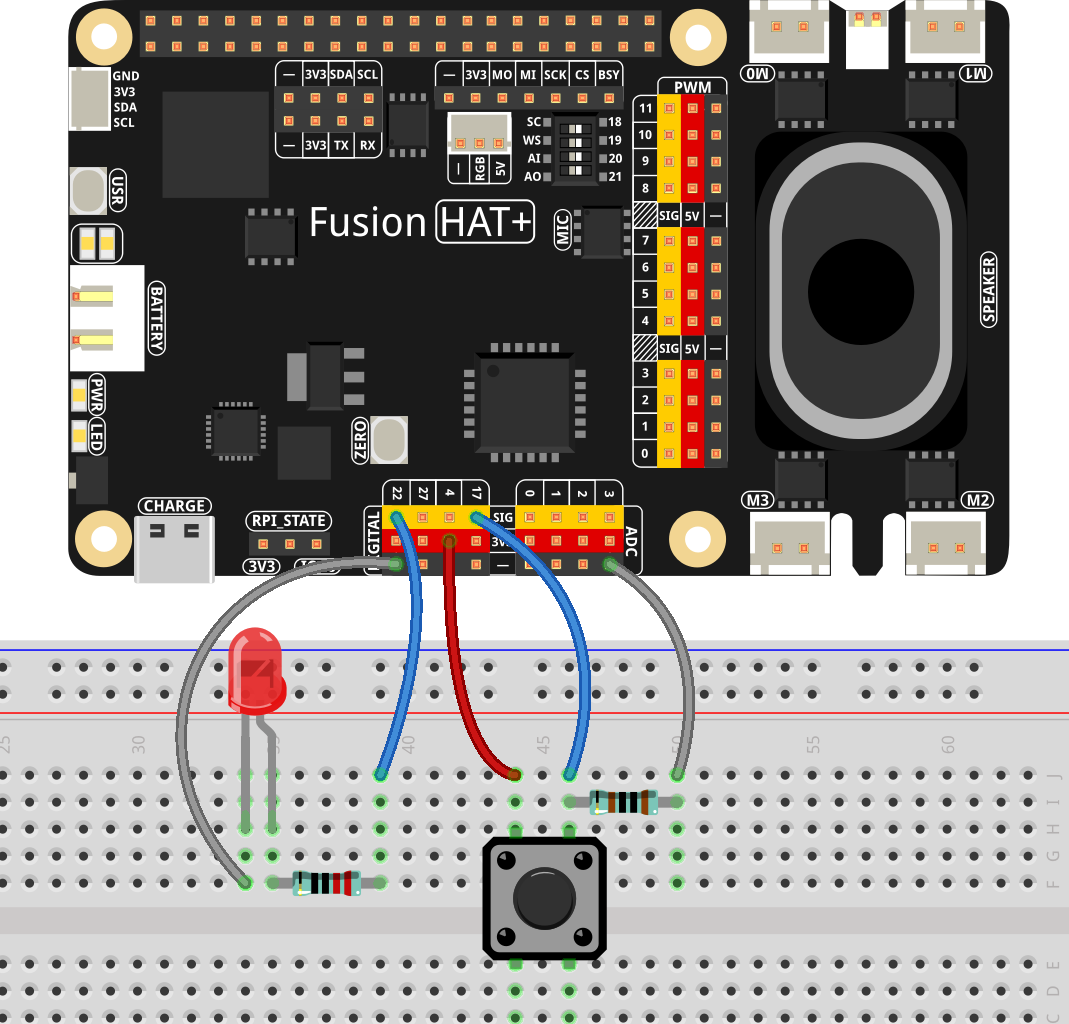 M0
M1
GND
3V3
SDA
SCL
— 3V3 SDA SCL
— 3V3 TX RX
— 3V3 MO MI SCK CS BSY
— RGB 5V
SC 18
WS 19
AI 20
AO 21
PWM
11
10
9
8
SIG 5V —
7
6
5
4
SIG 5V —
3
2
1
0
USR
Fusion HAT+
MIC
SPEAKER
BATTERY
PWR
LED
ZERO
M3
M2
CHARGE
RPI_STATE
3V3
22 27 4 17
0 1 2 3
DIGITAL
SIG
—
ADC
25 30 40 45 50 55 60
J
I
H
G
F
E
D
C